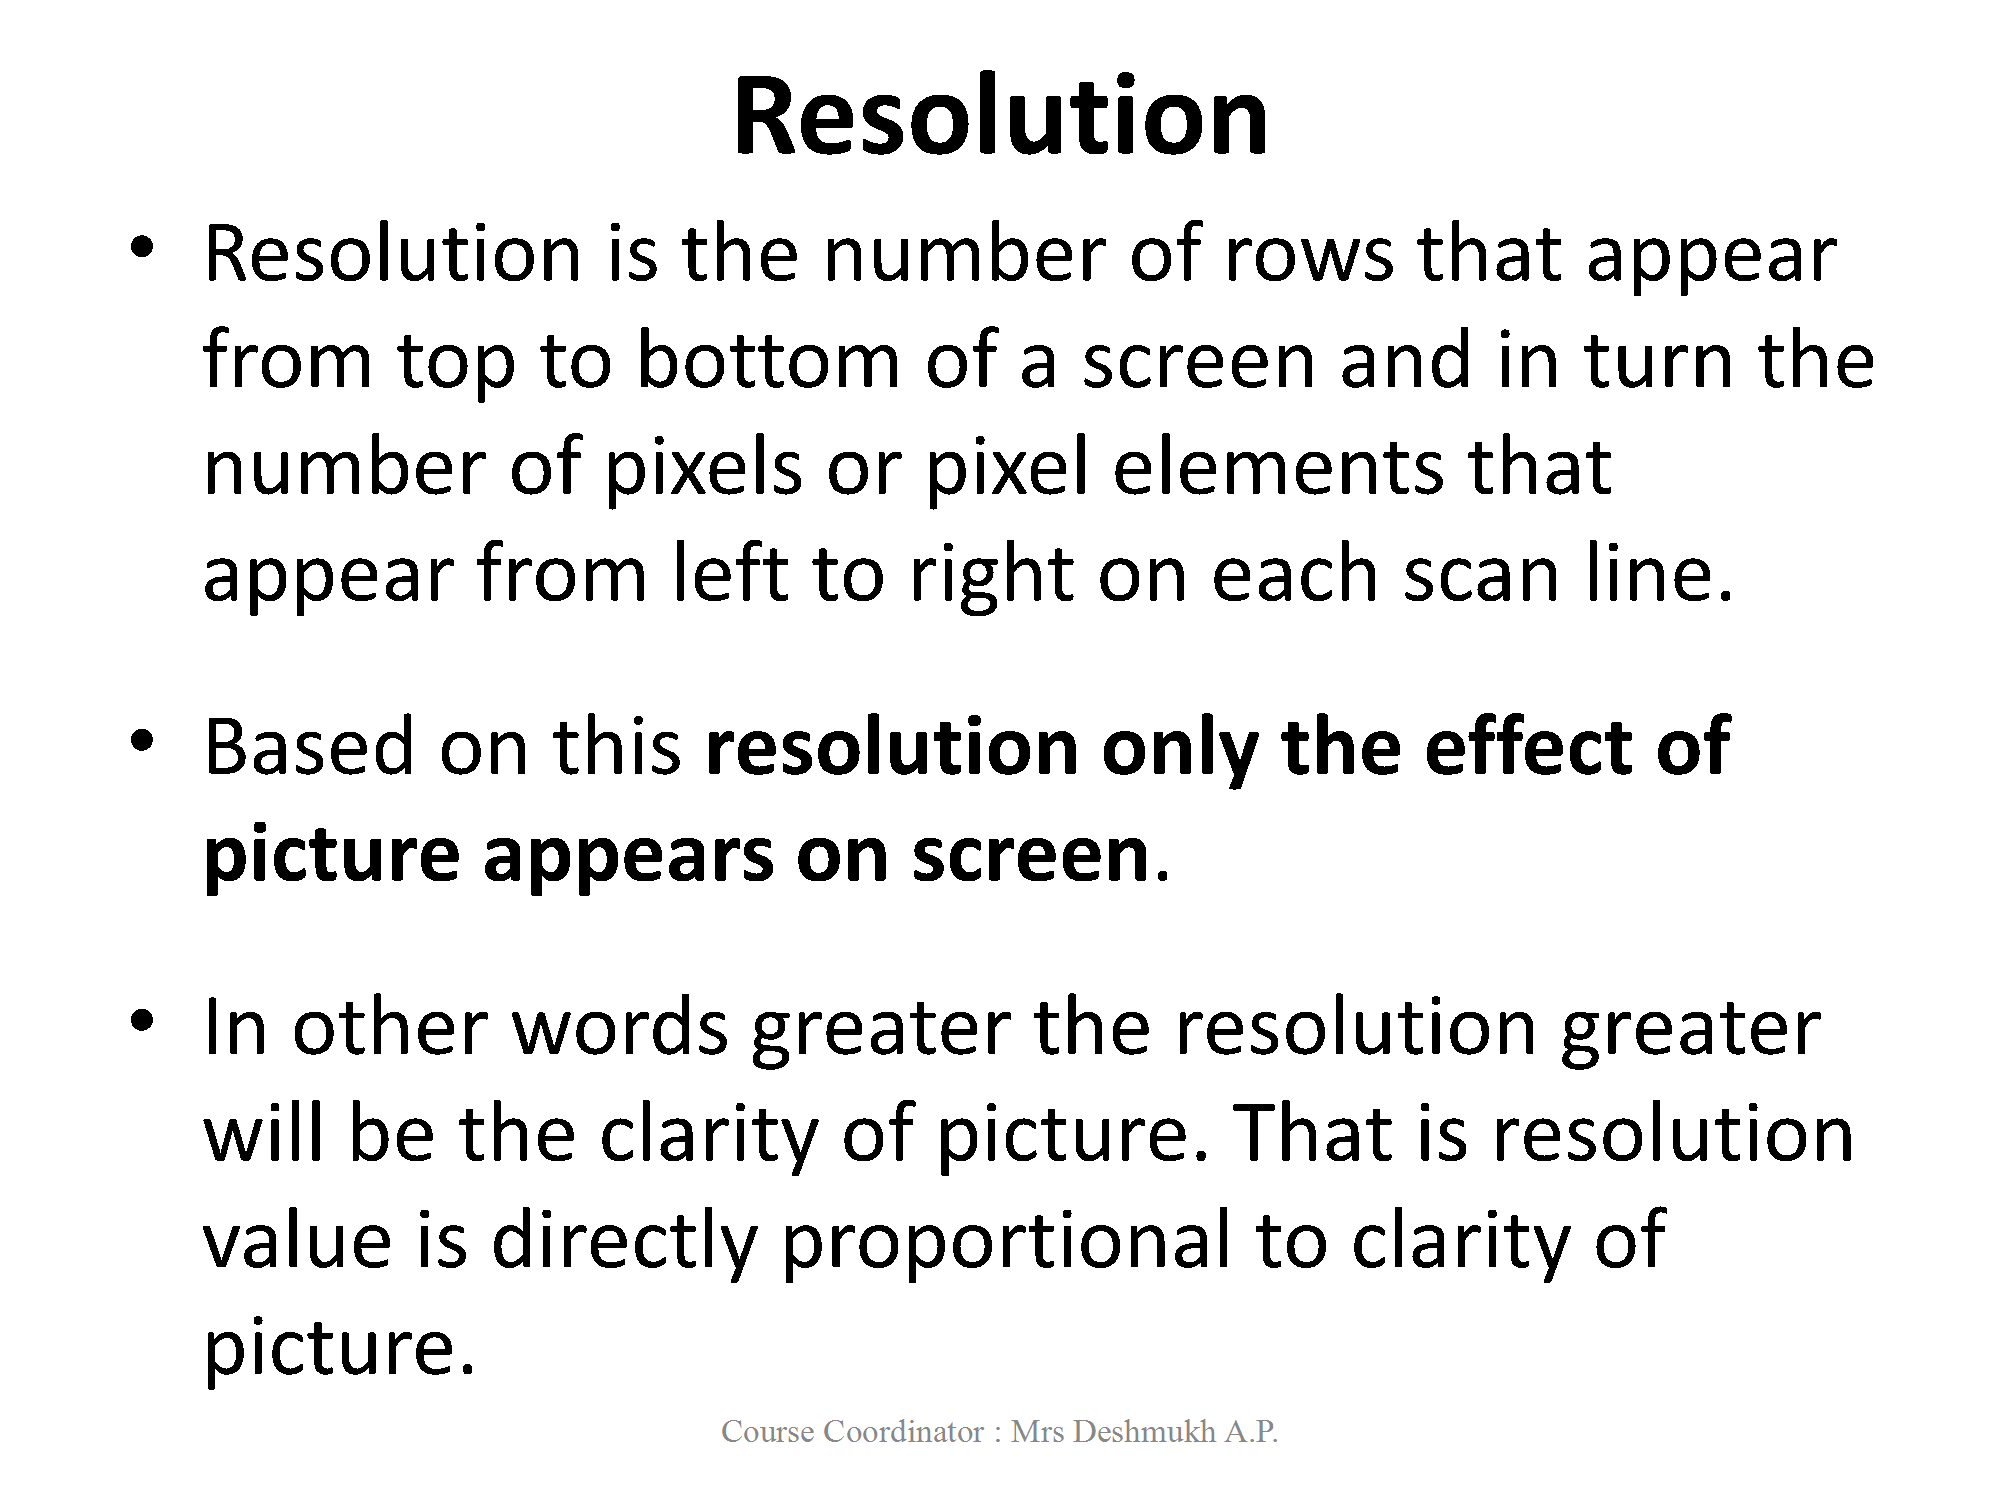 Resolution
• Resolution is the number of rows that appear
from top to bottom of a screen and in turn the
number of pixels or pixel elements that
appear from left to right on each scan line.
• Based on this resolution only the effect of
picture appears on screen.
• In other words greater the resolution greater
will be the clarity of picture. That is resolution
value is directly proportional to clarity of
picture.
Course Coordinator : Mrs Deshmukh A.P.